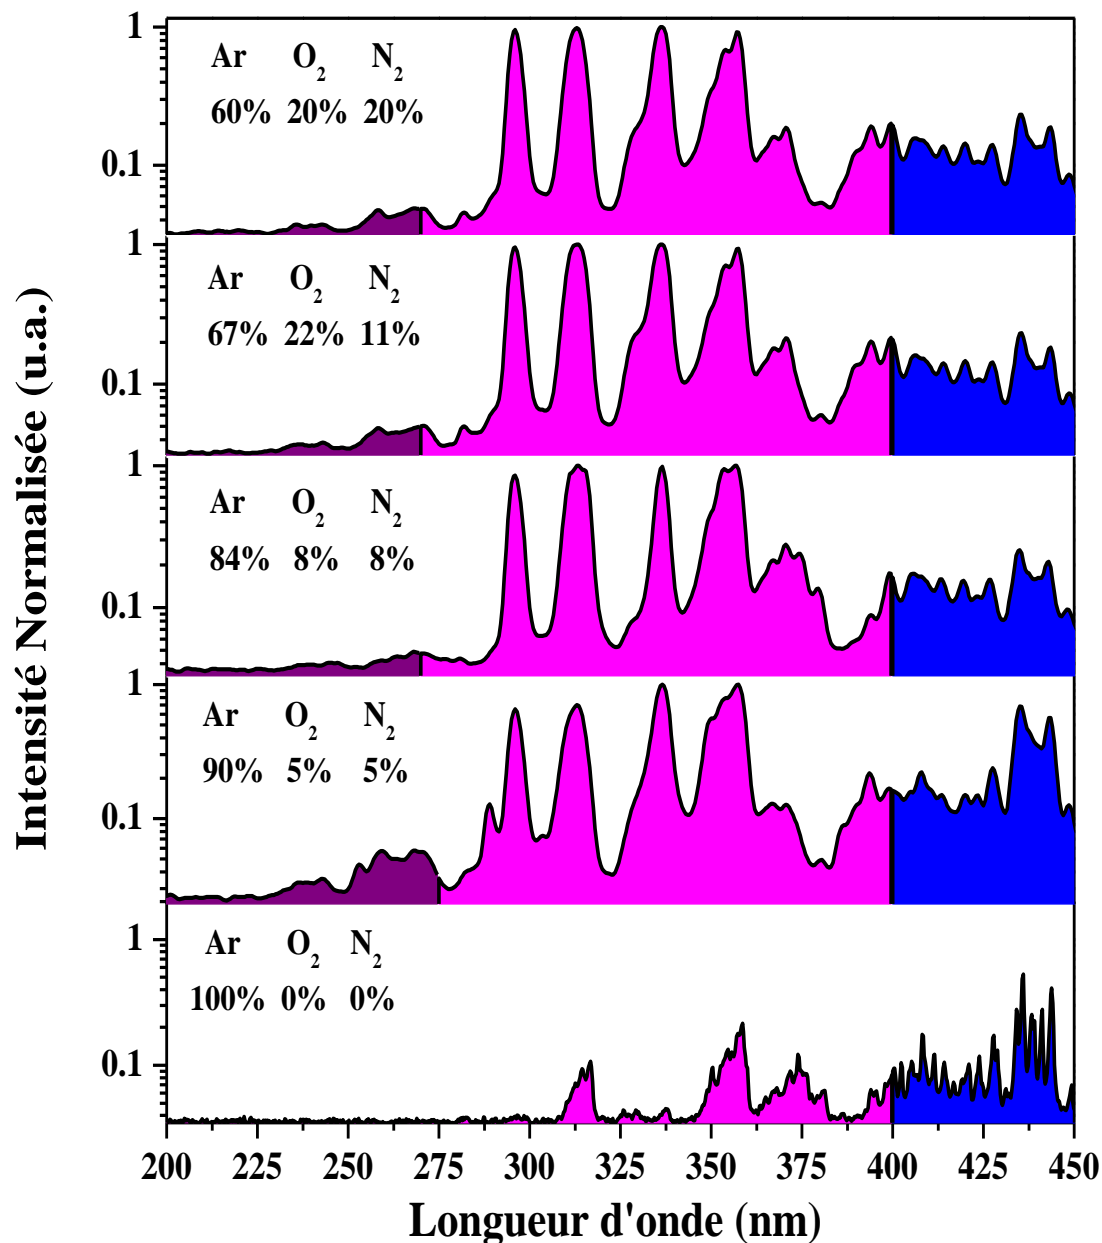 1
Ar O2 N2
60% 20% 20%
0.1
1
Ar O2 N2
67% 22% 11%
0.1
1
Ar O2 N2
84% 8% 8%
0.1
1
Ar O2 N2
90% 5% 5%
0.1
1
Ar O2 N2
100% 0% 0%
0.1
200 225 250 275 300 325 350 375 400 425 450
Longueur d'onde (nm)
Intensité Normalisée (u.a.)